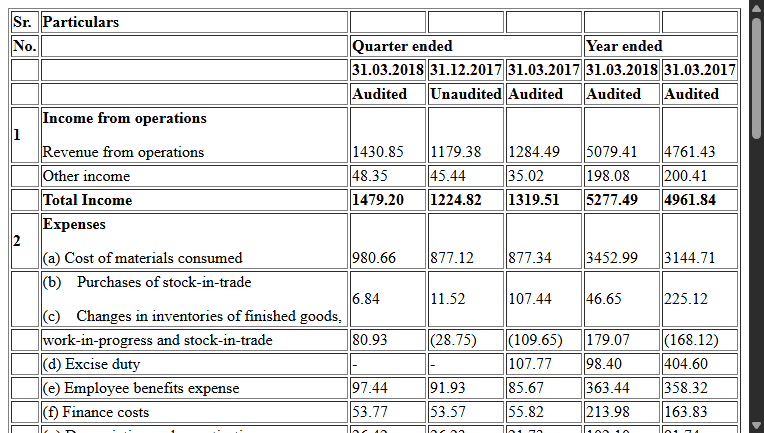 Sr. Particulars
No. Quarter ended Year ended
31.03.2018 31.12.2017 31.03.2017 31.03.2018 31.03.2017
Audited Unaudited Audited Audited Audited
Income from operations
1
Revenue from operations 1430.85 1179.38 1284.49 5079.41 4761.43
Other income 48.35 45.44 35.02 198.08 200.41
Total Income 1479.20 1224.82 1319.51 5277.49 4961.84
Expenses
2
(a) Cost of materials consumed 980.66 877.12 877.34 3452.99 3144.71
(b) Purchases of stock-in-trade
6.84 11.52 107.44 46.65 225.12
(c) Changes in inventories of finished goods,
work-in-progress and stock-in-trade 80.93 (28.75) (109.65) 179.07 (168.12)
(d) Excise duty - - 107.77 98.40 404.60
(e) Employee benefits expense 97.44 91.93 85.67 363.44 358.32
(f) Finance costs 53.77 53.57 55.82 213.98 163.83